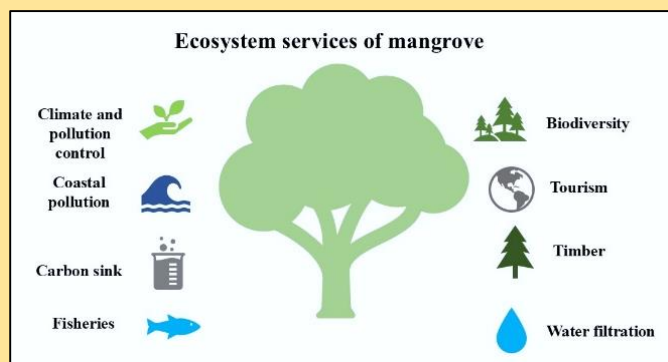 Ecosystem services of mangrove
Climate and
pollution
control
Coastal
pollution
Carbon sink
Fisheries
Biodiversity
Tourism
Timber
Water filtration